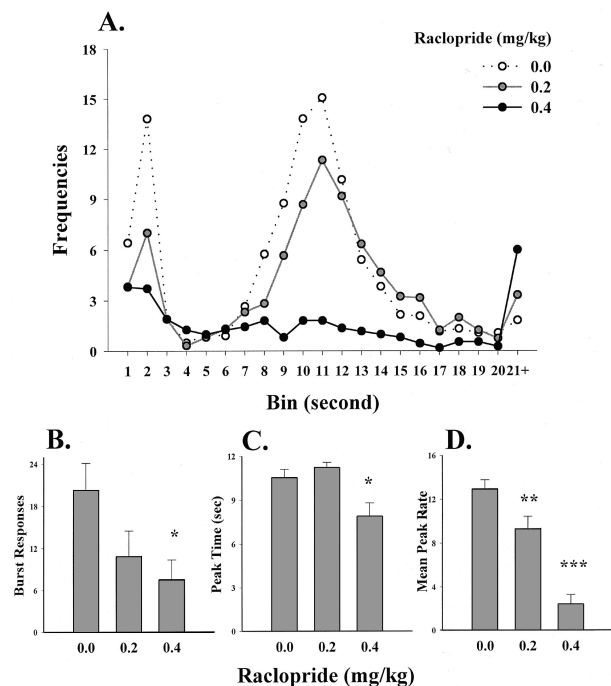 A.
Raclopride (mg/kg)
0.0
0.2
0.4
18
15
12
9
6
3
0
Frequencies
1 2 3 4 5 6 7 8 9 10 11 12 13 14 15 16 17 18 19 20 21+
Bin (second)
B.
24
18
12
6
0
Burst Responses
*
0.0 0.2 0.4
C.
12
9
6
3
0
Peak Time (sec)
*
0.0 0.2 0.4
D.
16
12
8
4
0
Mean Peak Rate
**
***
0.0 0.2 0.4
Raclopride (mg/kg)